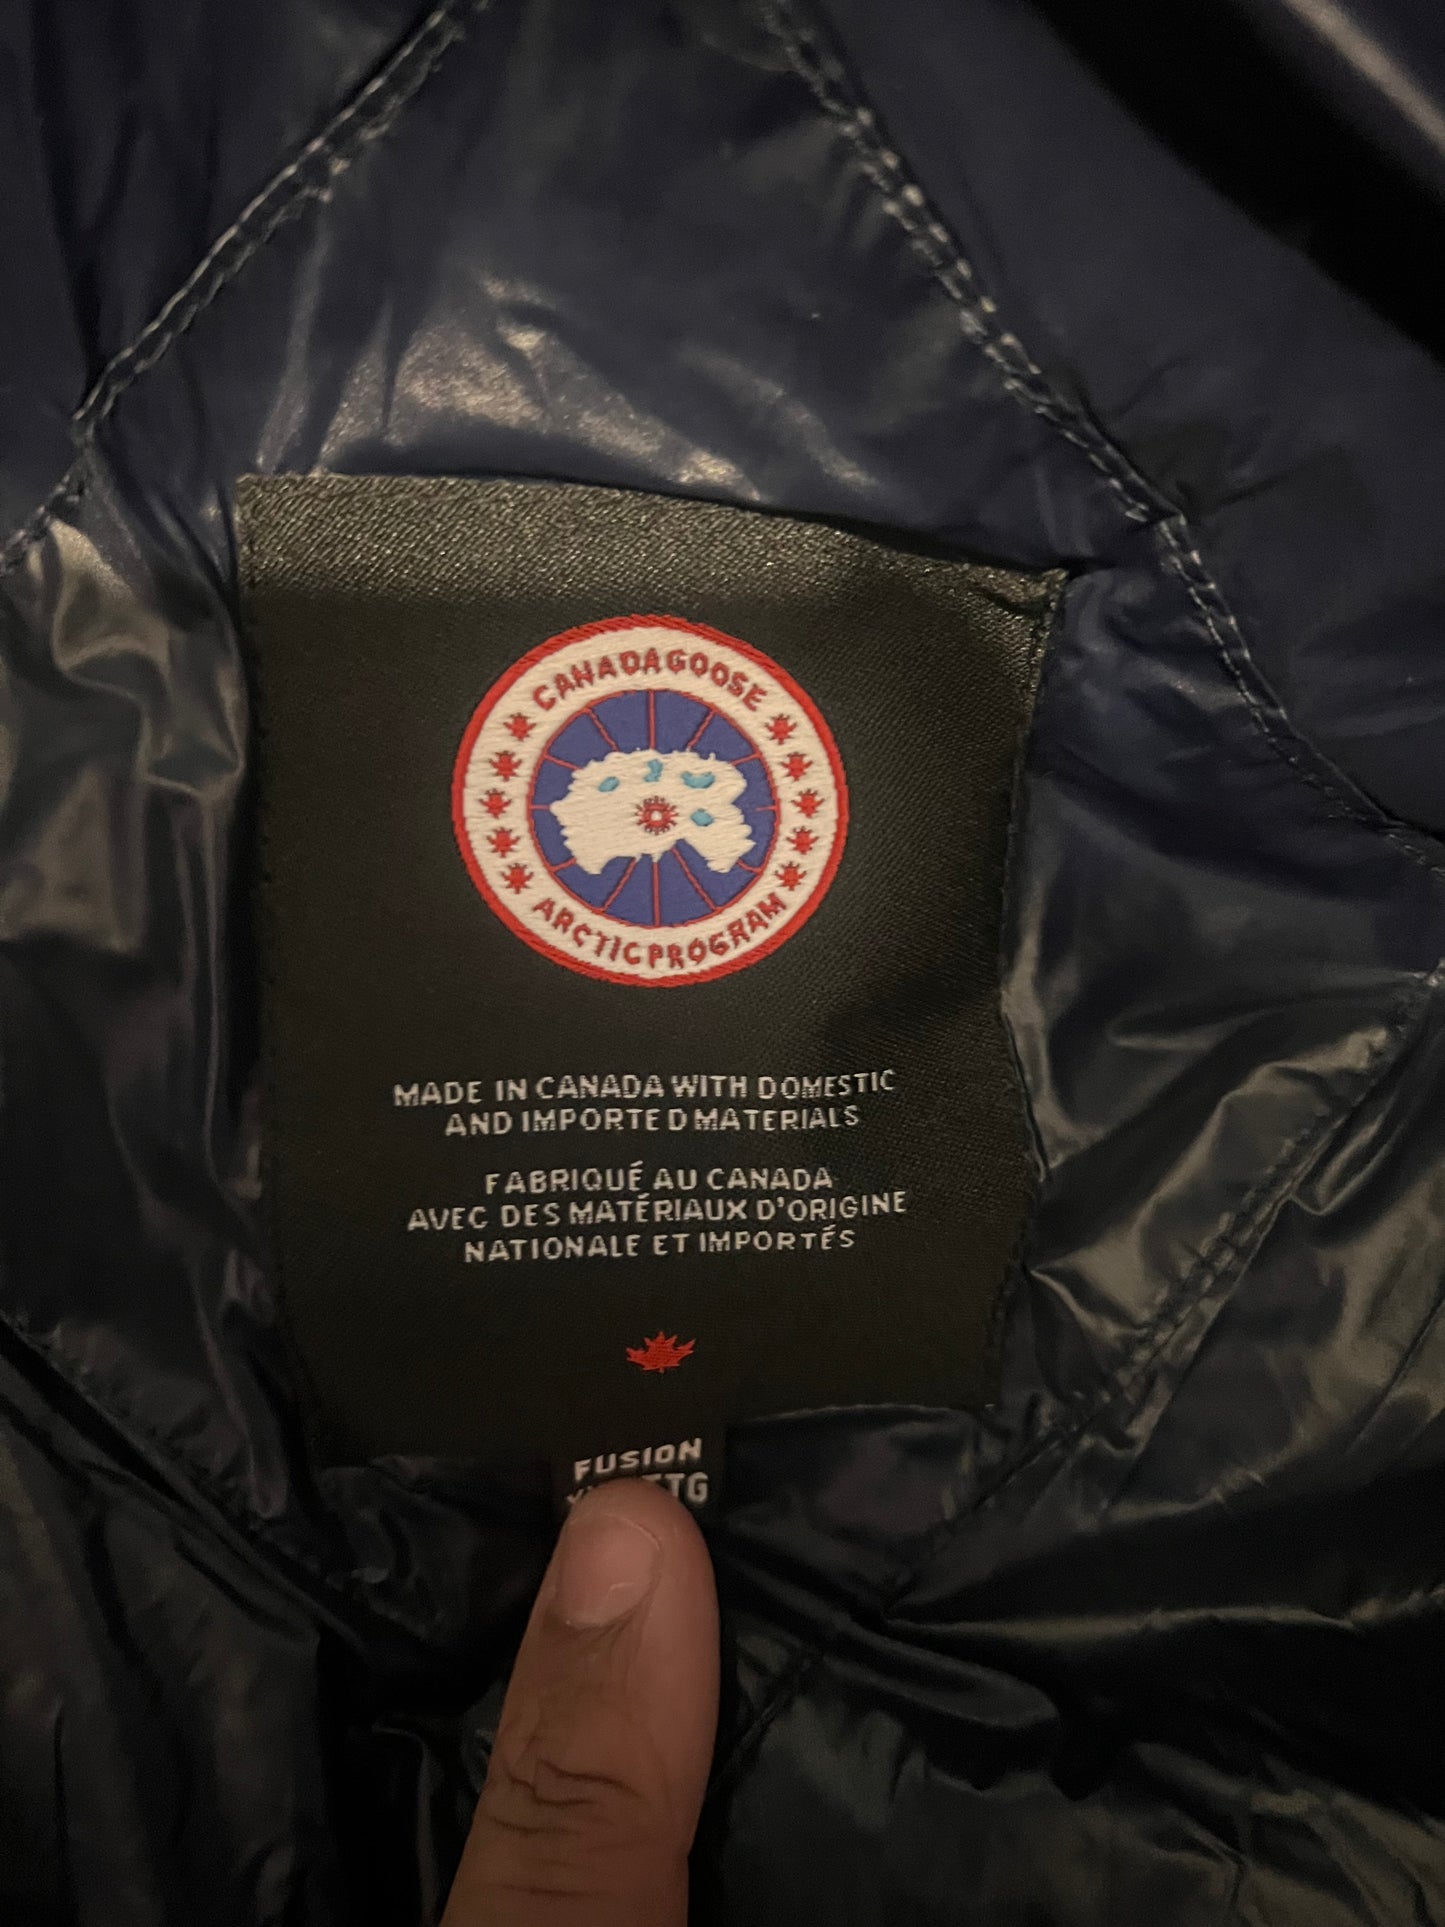 CANADA GOOSE
ARCTIC PROGRAM
MADE IN CANADA WITH DOMESTIC
AND IMPORTED MATERIALS
FABRIQUÉ AU CANADA
AVEC DES MATÉRIAUX D'ORIGINE
NATIONALE ET IMPORTÉS
FUSION